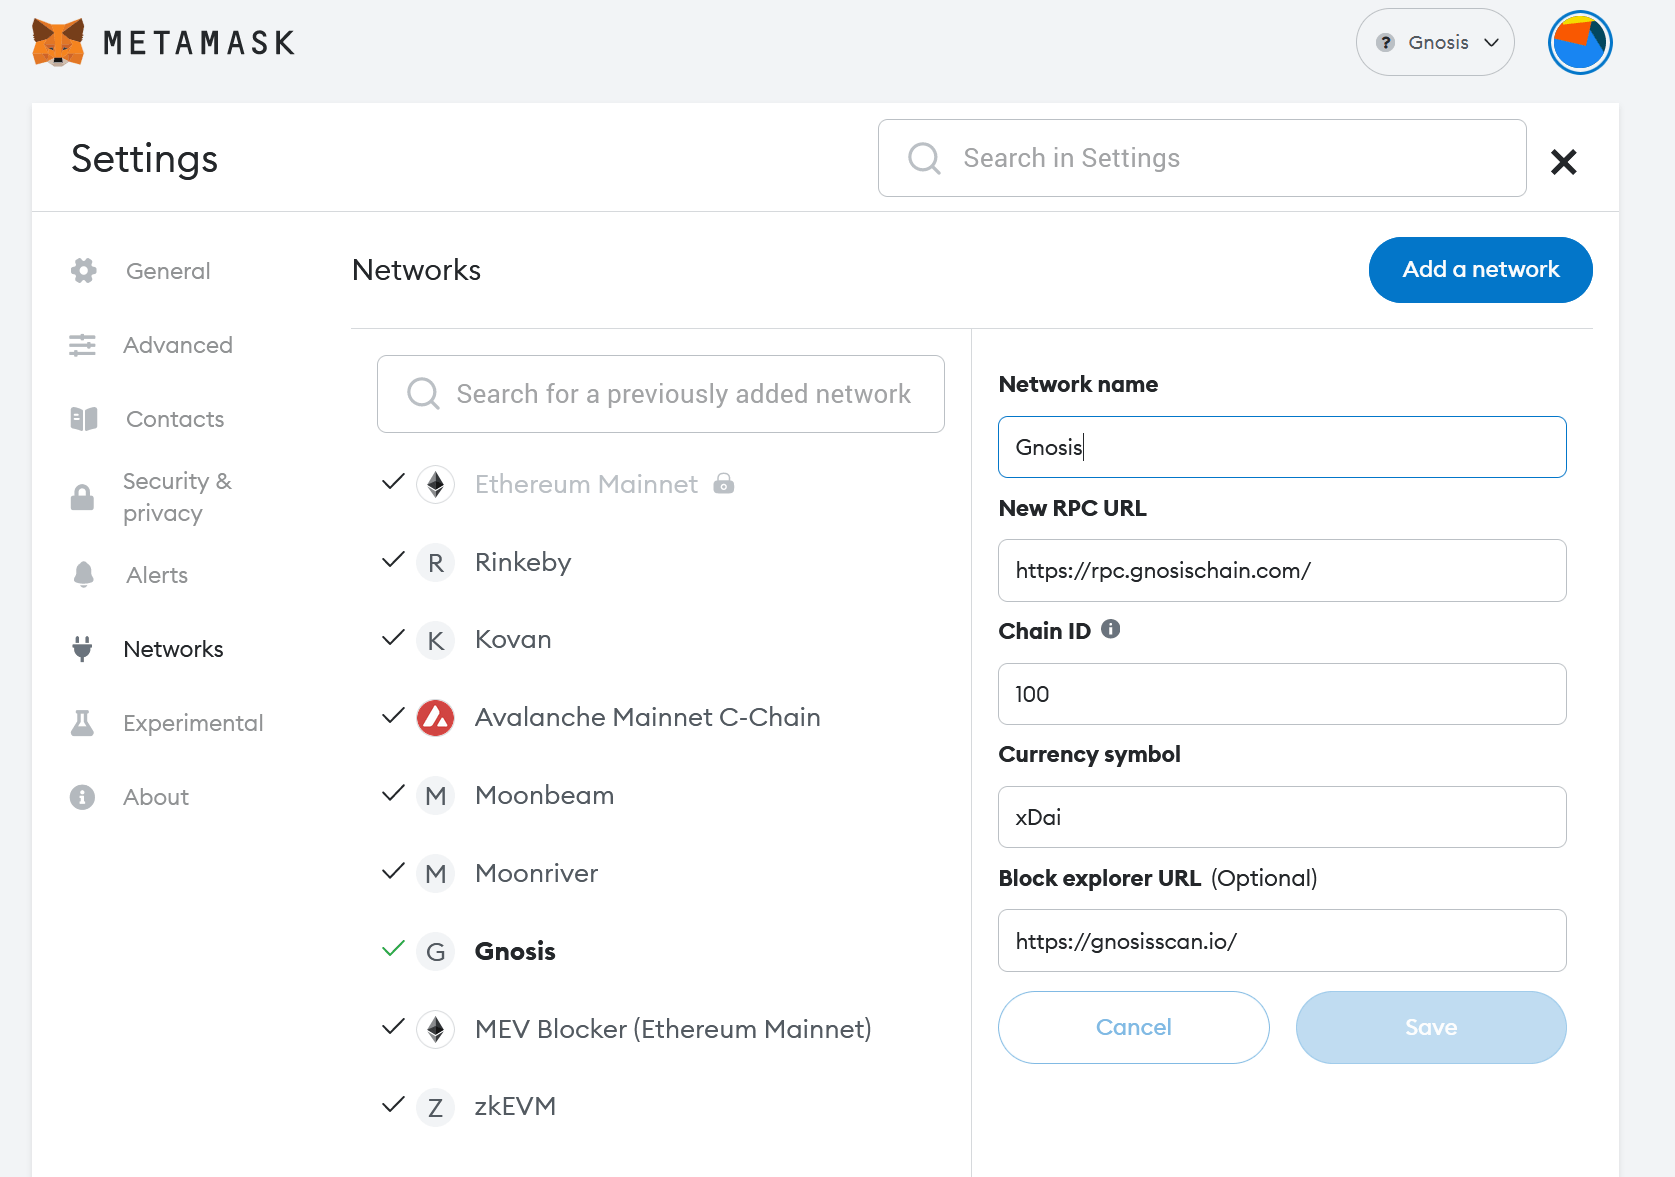 METAMASK
Gnosis
Settings
Search in Settings
General
Advanced
Contacts
Security &
privacy
Alerts
Networks
Experimental
About
Networks
Add a network
Search for a previously added network
Ethereum Mainnet
R Rinkeby
K Kovan
Avalanche Mainnet C-Chain
M Moonbeam
M Moonriver
G Gnosis
MEV Blocker (Ethereum Mainnet)
Z zkEVM
Network name
Gnosis
New RPC URL
https://rpc.gnosischain.com/
Chain ID
100
Currency symbol
xDai
Block explorer URL (Optional)
https://gnosisscan.io/
Cancel
Save